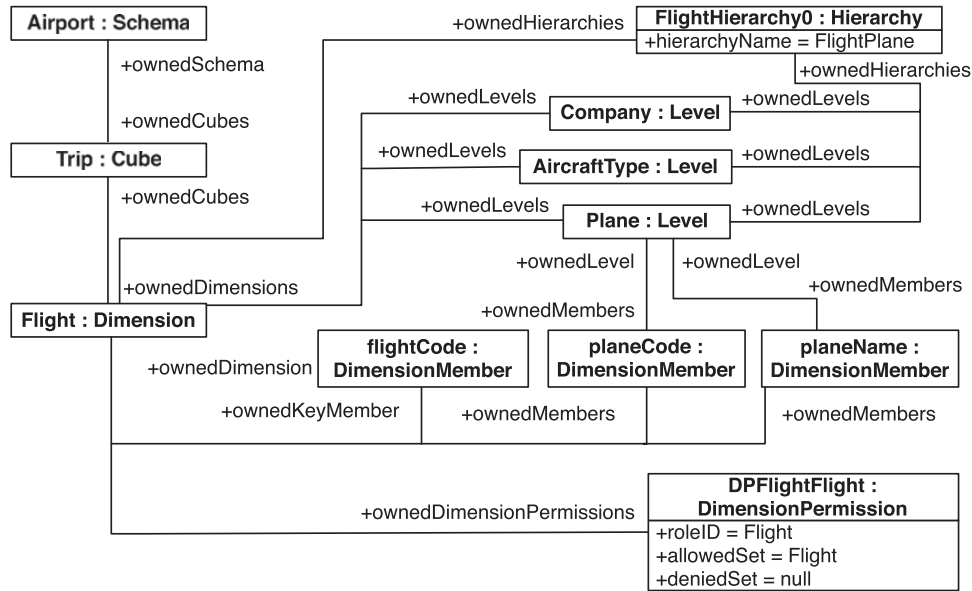 Airport : Schema
+ownedSchema
+ownedCubes
Trip : Cube
+ownedCubes
+ownedHierarchies
FlightHierarchy0 : Hierarchy
+hierarchyName = FlightPlane
+ownedHierarchies
+ownedLevels
Company : Level
+ownedLevels
+ownedLevels
AircraftType : Level
+ownedLevels
+ownedLevels
Plane : Level
+ownedLevels
+ownedLevel
+ownedLevel
+ownedDimensions
+ownedMembers
+ownedMembers
Flight : Dimension
+ownedDimension
flightCode :
DimensionMember
planeCode :
DimensionMember
planeName :
DimensionMember
+ownedKeyMember
+ownedMembers
+ownedMembers
+ownedDimensionPermissions
DPFlightFlight :
DimensionPermission
+roleID = Flight
+allowedSet = Flight
+deniedSet = null